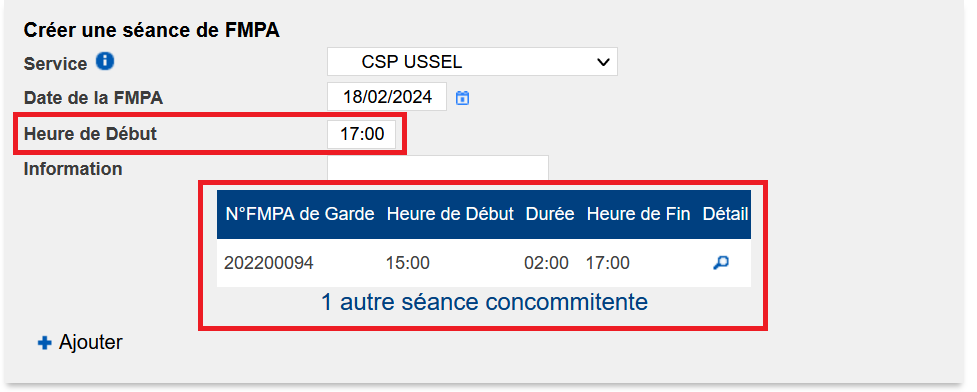 Créer une séance de FMPA
Service
CSP USSEL
Date de la FMPA 18/02/2024
Heure de Début 17:00
Information
N°FMPA de Garde Heure de Début Durée Heure de Fin Détail
202200094 15:00 02:00 17:00
1 autre séance concommitente
Ajouter